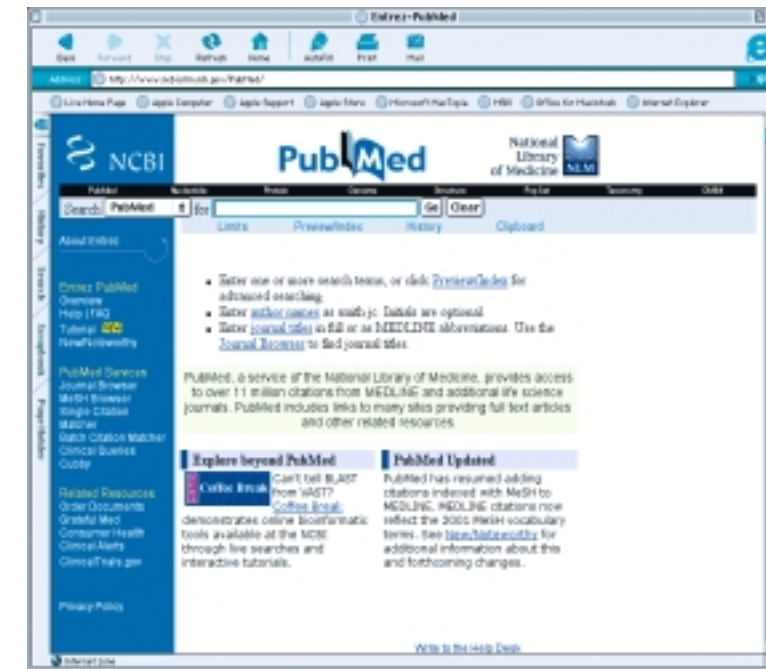 Entrez-PubMed
Back Forward Stop Refresh Home AutoFill Print Mail
Address: http://www.ncbi.nlm.nih.gov/PubMed/
Live Home Page Apple Computer Apple Support Apple Store Microsoft MacTopia MSN Office for Macintosh Internet Explorer
Favorites
History
Search
Scrapbook
Page Holder
NCBI
PubMed
National
Library
of Medicine
NLM
PubMed Nucleotide Protein Genome Structure PopSet Taxonomy OMIM
Search PubMed for Go Clear
Limits Preview/Index History Clipboard
About Entrez
Entrez PubMed
Overview
Help | FAQ
Tutorial
New/Noteworthy
PubMed Services
Journal Browser
MeSH Browser
Single Citation
Matcher
Batch Citation Matcher
Clinical Queries
Cubby
Related Resources
Order Documents
Grateful Med
Consumer Health
Clinical Alerts
ClinicalTrials.gov
Privacy Policy
Enter one or more search terms, or click Preview/Index for
advanced searching
Enter author names as smith jc. Initials are optional.
Enter journal titles in full or as MEDLINE abbreviations. Use the
Journal Browser to find journal titles.
PubMed, a service of the National Library of Medicine, provides access
to over 11 million citations from MEDLINE and additional life science
journals. PubMed includes links to many sites providing full text articles
and other related resources.
Explore beyond PubMed
Coffee Break
Can't tell BLAST
from VAST?
Coffee Break
demonstrates online bioinformatic
tools available at the NCBI
through live searches and
interactive tutorials.
PubMed Updated
PubMed has resumed adding
citations indexed with MeSH to
MEDLINE. MEDLINE citations now
reflect the 2001 MeSH vocabulary
terms. See New/Noteworthy for
additional information about this
and forthcoming changes.
Write to the Help Desk
Internet zone